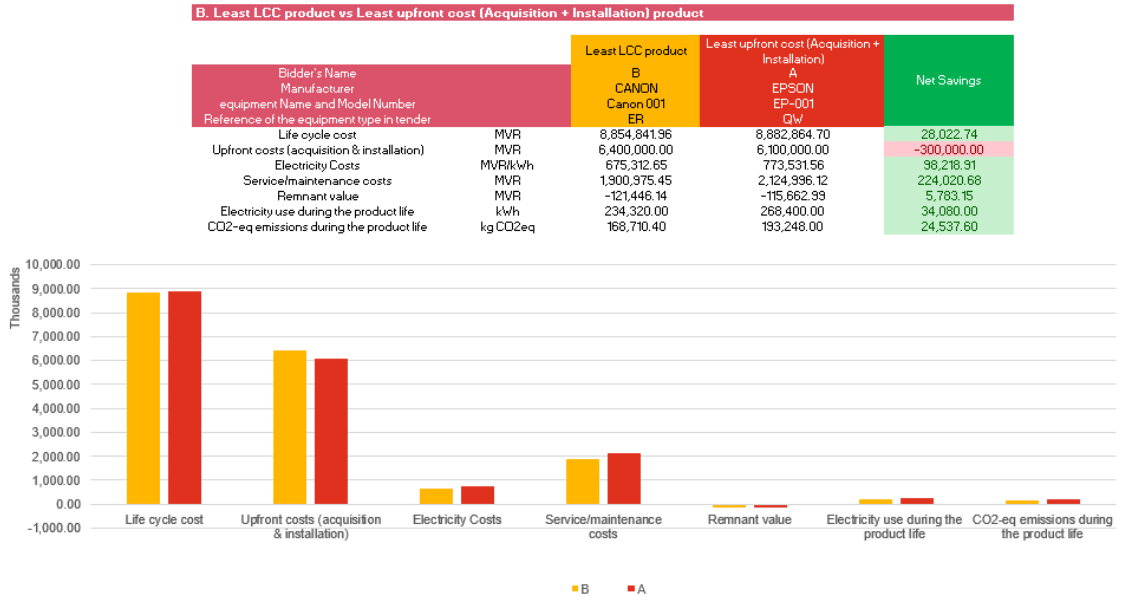 B. Least LCC product vs Least upfront cost (Acquisition + Installation) product
Least LCC product Least upfront cost (Acquisition + Installation) Net Savings
Bidder's Name B A
Manufacturer CANON EPSON
equipment Name and Model Number Canon 001 EP-001
Reference of the equipment type in tender ER QW
Life cycle cost MVR 8,854,841.96 8,882,864.70 28,022.74
Upfront costs (acquisition & installation) MVR 6,400,000.00 6,100,000.00 -300,000.00
Electricity Costs MVR/kWh 675,312.65 773,531.56 98,218.91
Service/maintenance costs MVR 1,900,975.45 2,124,996.12 224,020.68
Remnant value MVR -121,446.14 -115,662.99 5,783.15
Electricity use during the product life kWh 234,320.00 268,400.00 34,080.00
CO2-eq emissions during the product life kg CO2eq 168,710.40 193,248.00 24,537.60
Thousands
10,000.00
9,000.00
8,000.00
7,000.00
6,000.00
5,000.00
4,000.00
3,000.00
2,000.00
1,000.00
0.00
-1,000.00
Life cycle cost
Upfront costs (acquisition
& installation)
Electricity Costs
Service/maintenance
costs
Remnant value
Electricity use during the
product life
CO2-eq emissions during
the product life
B A